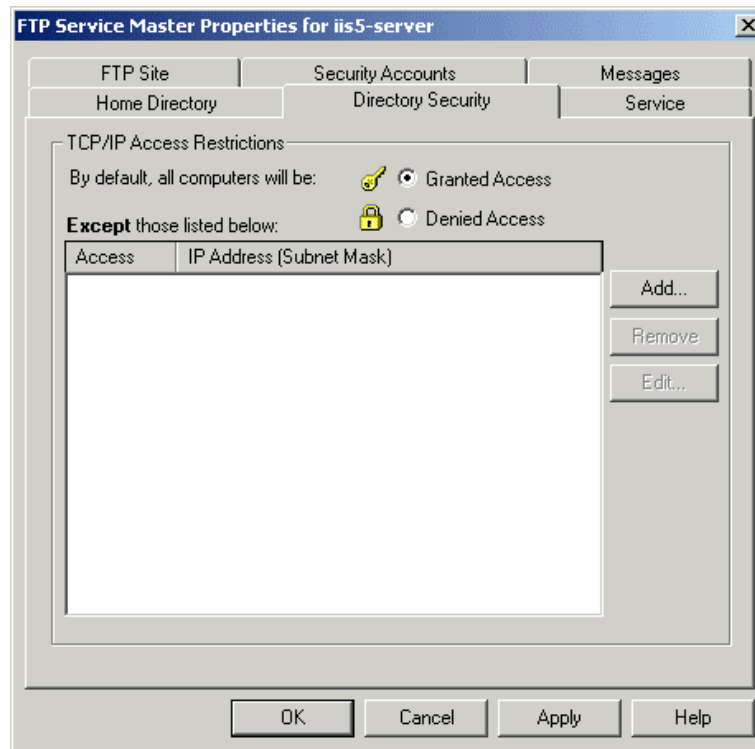 FTP Service Master Properties for iis5-server
FTP Site Security Accounts Messages
Home Directory Directory Security Service
TCP/IP Access Restrictions
By default, all computers will be: Granted Access
Denied Access
Except those listed below:
Access IP Address (Subnet Mask)
Add...
Remove
Edit...
OK Cancel Apply Help